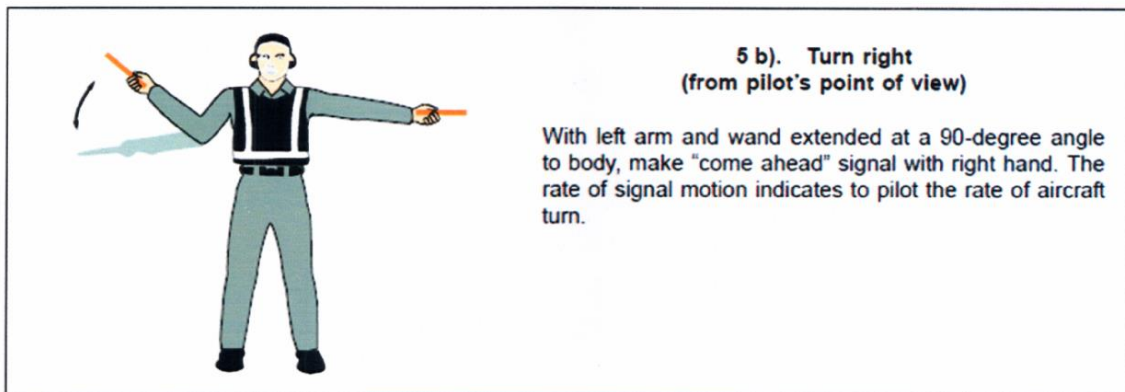 5 b). Turn right
(from pilot's point of view)
With left arm and wand extended at a 90-degree angle
to body, make “come ahead” signal with right hand. The
rate of signal motion indicates to pilot the rate of aircraft
turn.